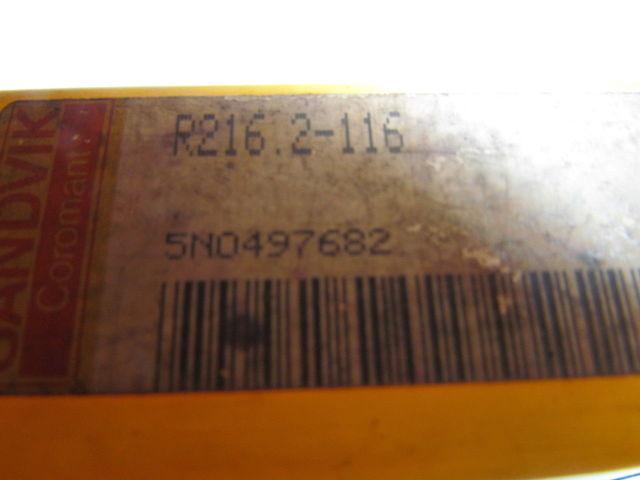 SANDVIK
Coromant
R216.2-116
5N0497682